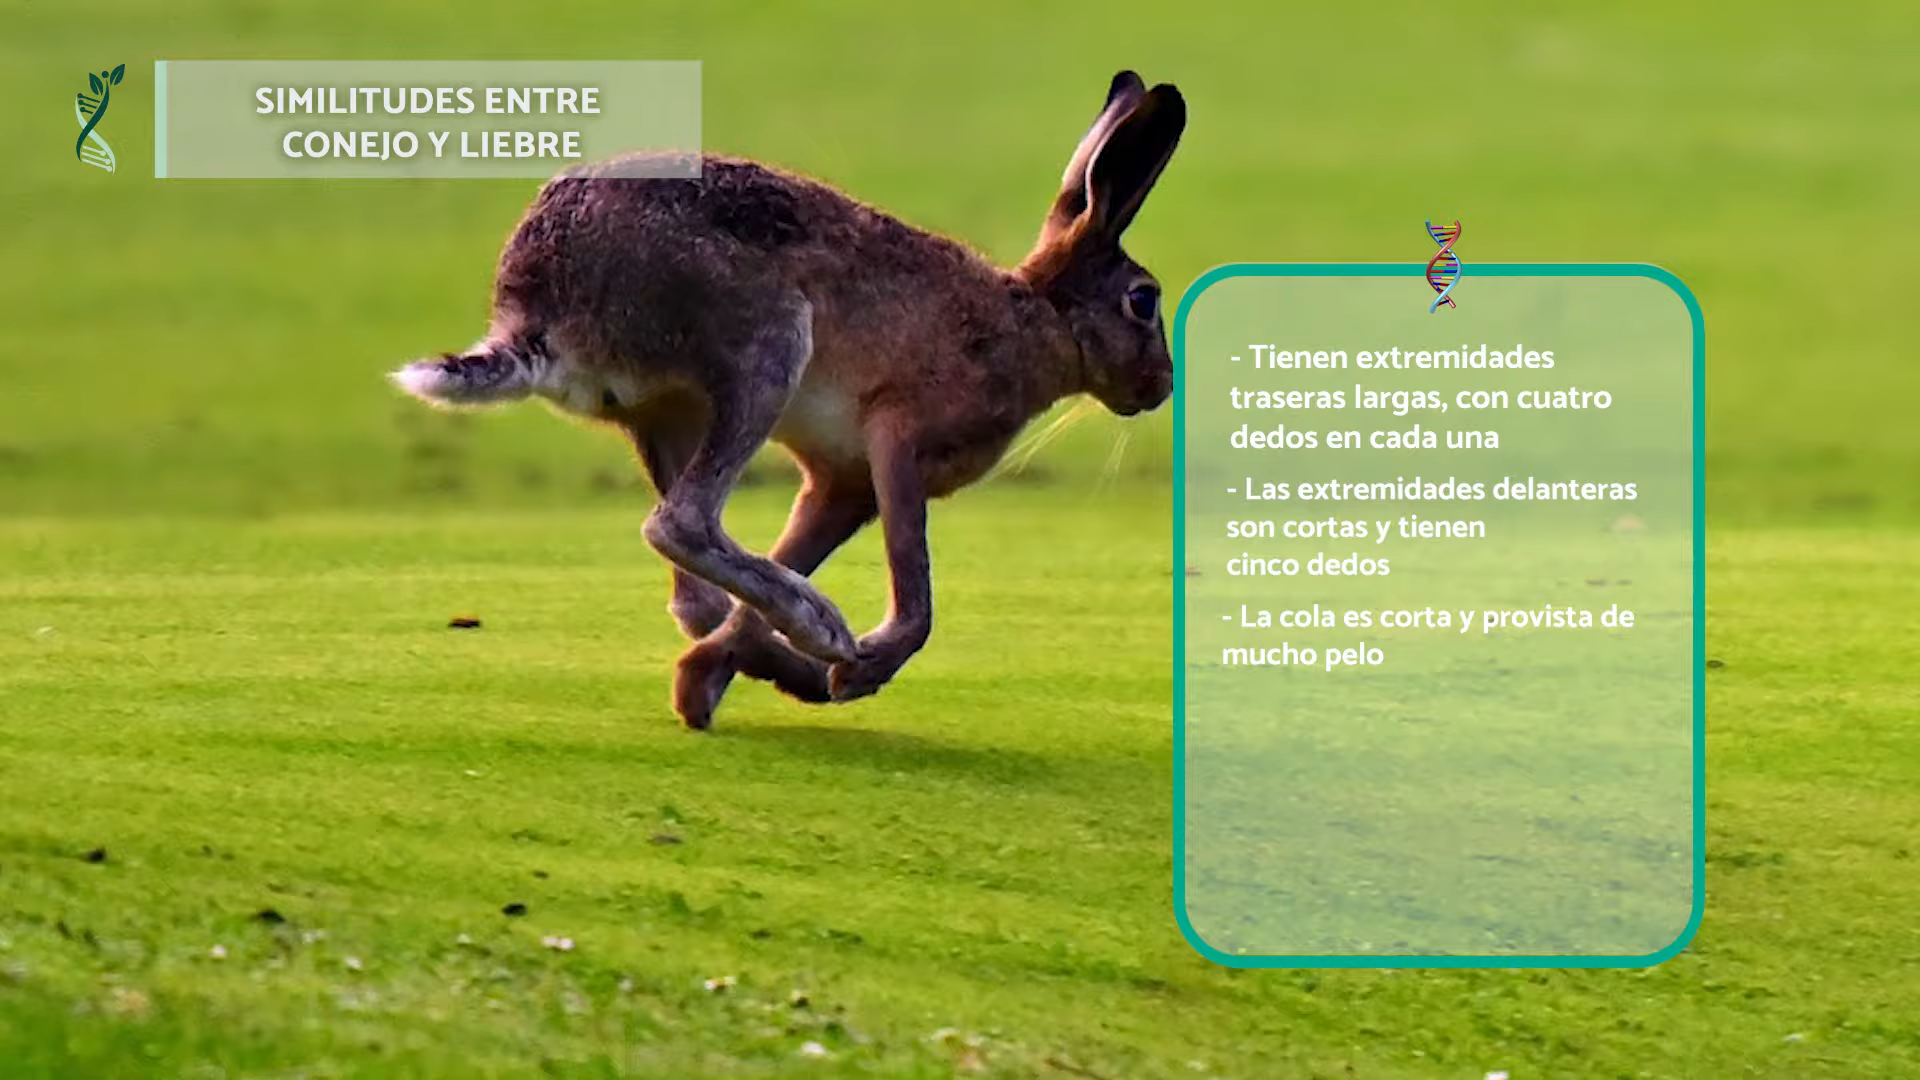 SIMILITUDES ENTRE
CONEJO Y LIEBRE
- Tienen extremidades
traseras largas, con cuatro
dedos en cada una
- Las extremidades delanteras
son cortas y tienen
cinco dedos
- La cola es corta y provista de
mucho pelo